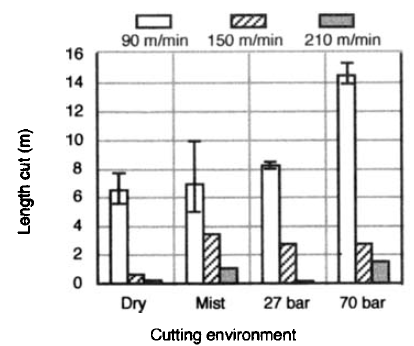 90 m/min 150 m/min 210 m/min
16
14
12
10
8
6
4
2
0
Length cut (m)
Dry Mist 27 bar 70 bar
Cutting environment